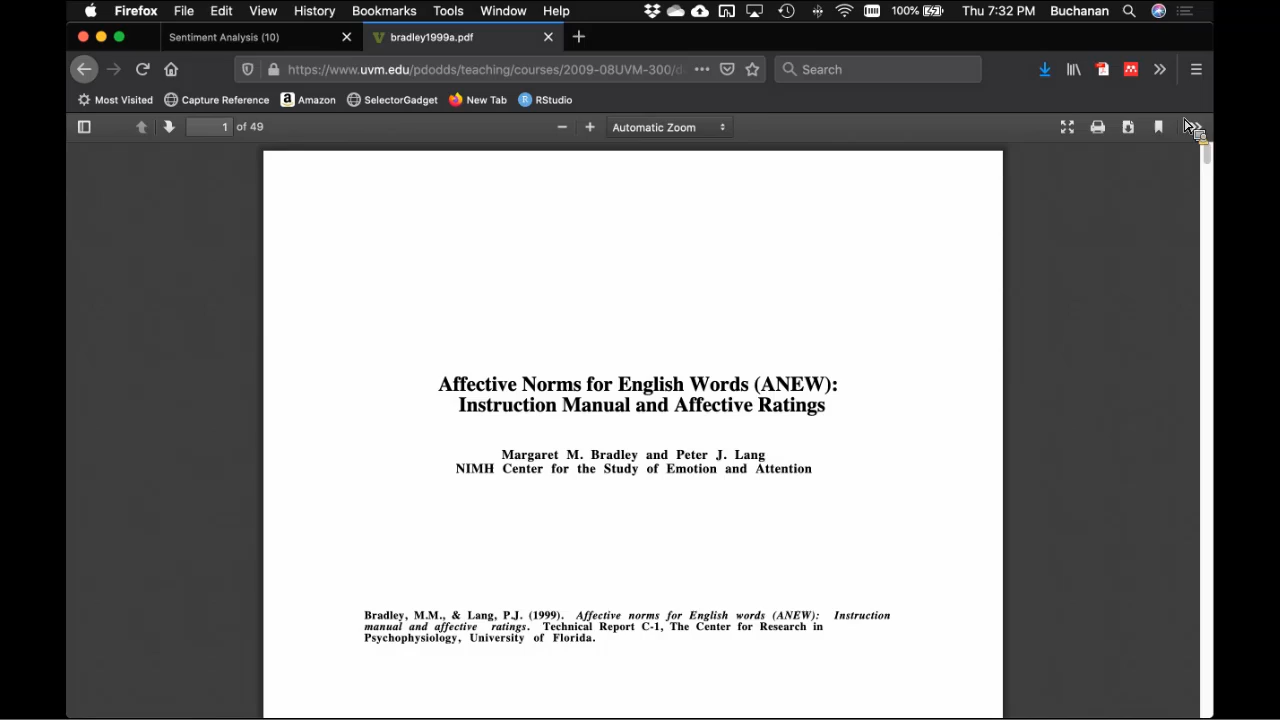 Firefox File Edit View History Bookmarks Tools Window Help 100% Thu 7:32 PM Buchanan
Sentiment Analysis (10) bradley1999a.pdf
https://www.uvm.edu/pdodds/teaching/courses/2009-08UVM-300/d Search
Most Visited Capture Reference Amazon SelectorGadget New Tab RStudio
1 of 49 Automatic Zoom
Affective Norms for English Words (ANEW):
Instruction Manual and Affective Ratings
Margaret M. Bradley and Peter J. Lang
NIMH Center for the Study of Emotion and Attention
Bradley, M.M., & Lang, P.J. (1999). Affective norms for English words (ANEW): Instruction
manual and affective ratings. Technical Report C-1, The Center for Research in
Psychophysiology, University of Florida.